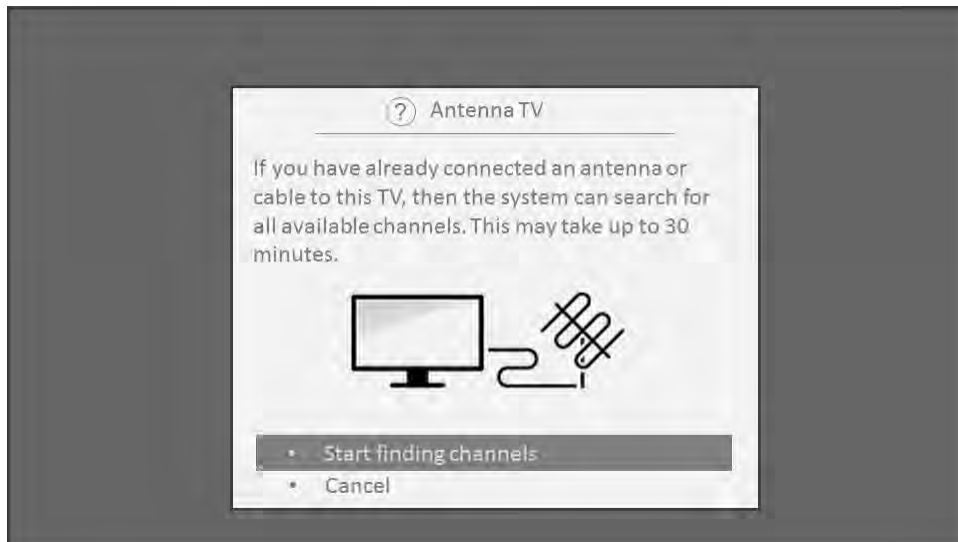 ? Antenna TV
If you have already connected an antenna or
cable to this TV, then the system can search for
all available channels. This may take up to 30
minutes.
• Start finding channels
• Cancel